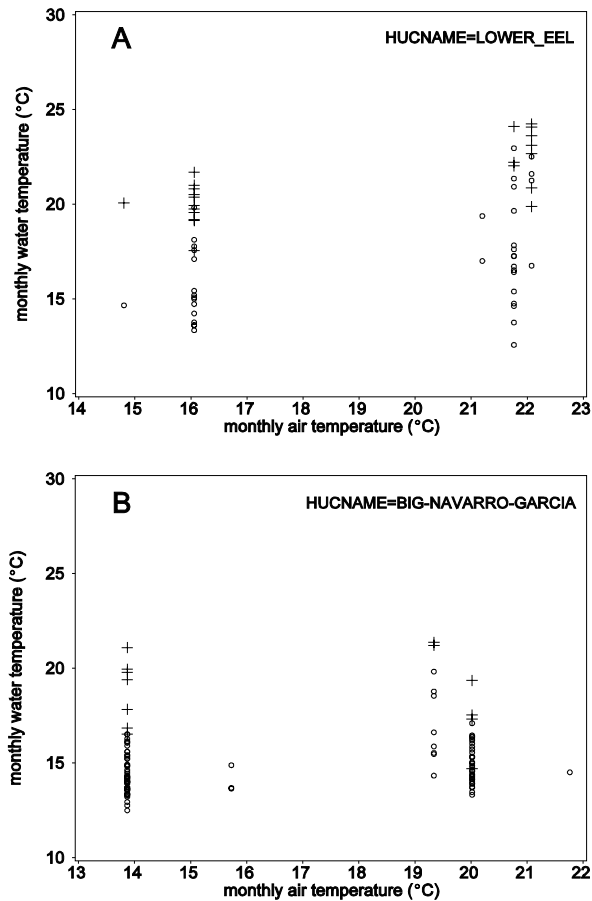 30
A
HUCNAME=LOWER_EEL
25
20
15
10
monthly water temperature (°C)
14 15 16 17 18 19 20 21 22 23
monthly air temperature (°C)
30
B
HUCNAME=BIG-NAVARRO-GARCIA
25
20
15
10
monthly water temperature (°C)
13 14 15 16 17 18 19 20 21 22
monthly air temperature (°C)